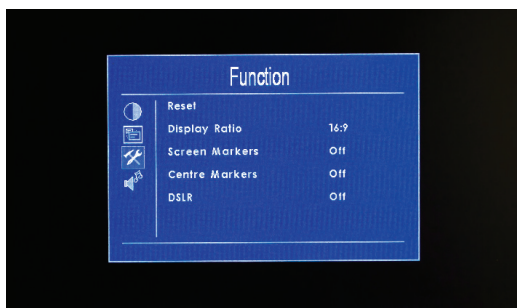 Function
Reset
Display Ratio 16:9
Screen Markers Off
Centre Markers Off
DSLR Off